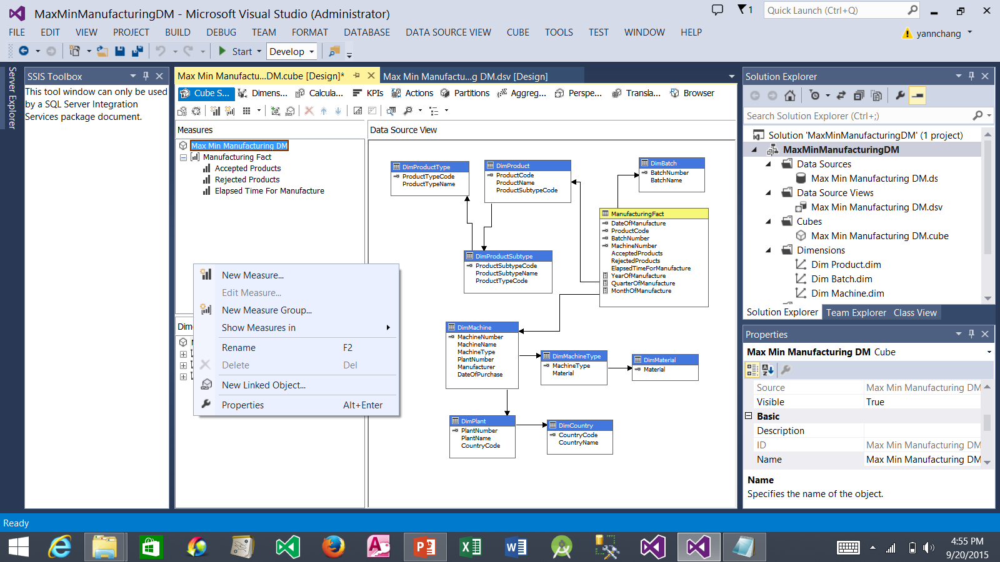 MaxMinManufacturingDM - Microsoft Visual Studio (Administrator)
1
Quick Launch (Ctrl+Q)
FILE EDIT VIEW PROJECT BUILD DEBUG TEAM FORMAT DATABASE DATA SOURCE VIEW CUBE TOOLS TEST WINDOW HELP
yannchang
Start
Develop
Server Explorer
SSIS Toolbox
This tool window can only be used
by a SQL Server Integration
Services package document.
Max Min Manufactu...DM.cube [Design]*
Max Min Manufactu...g DM.dsv [Design]
Cube S... Dimens... Calcula... KPIs Actions Partitions Aggreg... Perspe... Transla... Browser
Measures
Max Min Manufacturing DM
Manufacturing Fact
Accepted Products
Rejected Products
Elapsed Time For Manufacture
New Measure...
Edit Measure...
New Measure Group...
Show Measures in
Rename F2
Delete Del
New Linked Object...
Properties Alt+Enter
Data Source View
DimProductType
ProductTypeCode
ProductTypeName
DimProduct
ProductCode
ProductName
ProductSubtypeCode
DimBatch
BatchNumber
BatchName
ManufacturingFact
DateOfManufacture
ProductCode
BatchNumber
MachineNumber
AcceptedProducts
RejectedProducts
ElapsedTimeForManufacture
YearOfManufacture
QuarterOfManufacture
MonthOfManufacture
DimProductSubtype
ProductSubtypeCode
ProductSubtypeName
ProductTypeCode
DimMachine
MachineNumber
MachineName
MachineType
PlantNumber
Manufacturer
DateOfPurchase
DimMachineType
MachineType
Material
DimMaterial
Material
DimPlant
PlantNumber
PlantName
CountryCode
DimCountry
CountryCode
CountryName
Solution Explorer
Search Solution Explorer (Ctrl+;)
Solution 'MaxMinManufacturingDM' (1 project)
MaxMinManufacturingDM
Data Sources
Max Min Manufacturing DM.ds
Data Source Views
Max Min Manufacturing DM.dsv
Cubes
Max Min Manufacturing DM.cube
Dimensions
Dim Product.dim
Dim Batch.dim
Dim Machine.dim
Solution Explorer Team Explorer Class View
Properties
Max Min Manufacturing DM Cube
Source Max Min Manufacturing DM
Visible True
Basic
Description
ID Max Min Manufacturing DM
Name Max Min Manufacturing DM
Name
Specifies the name of the object.
Ready
4:55 PM
9/20/2015